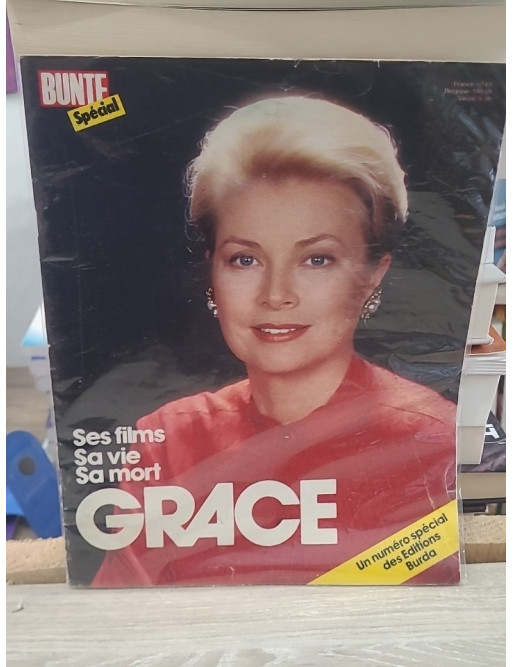 BUNTE
Spécial
Ses films
Sa vie
Sa mort
GRACE
Un numéro spécial
des Editions
Burda